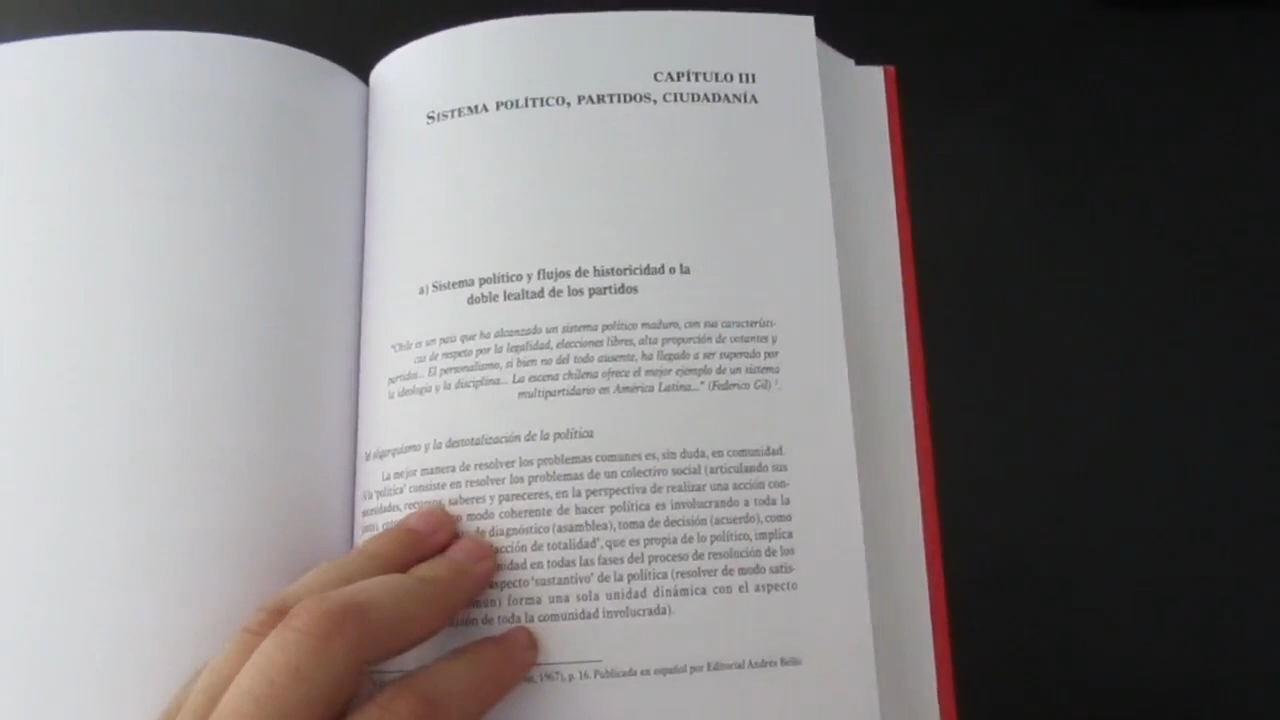 CAPÍTULO III
SISTEMA POLÍTICO, PARTIDOS, CIUDADANÍA
a) Sistema político y flujos de historicidad o la
doble lealtad de los partidos
"Chile es un país que ha alcanzado un sistema político maduro, con sus característi-
cas de respeto por la legalidad, elecciones libres, alta proporción de votantes y
partidos... El personalismo, si bien no del todo ausente, ha llegado a ser superado por
la ideología y la disciplina... La escena chilena ofrece el mejor ejemplo de un sistema
multipartidario en América Latina..." (Federico Gil) 1.
oligarquismo y la destotalización de la política
La mejor manera de resolver los problemas comunes es, sin duda, en comunidad.
la 'política' consiste en resolver los problemas de un colectivo social (articulando sus
necesidades, recursos, saberes y pareceres, en la perspectiva de realizar una acción con-
modo coherente de hacer política es involucrando a toda la
de diagnóstico (asamblea), toma de decisión (acuerdo), como
acción de totalidad', que es propia de lo político, implica
en todas las fases del proceso de resolución de los
aspecto 'sustantivo' de la política (resolver de modo satis-
forma una sola unidad dinámica con el aspecto
de toda la comunidad involucrada).
1967), p. 16. Publicada en español por Editorial Andrés Bello